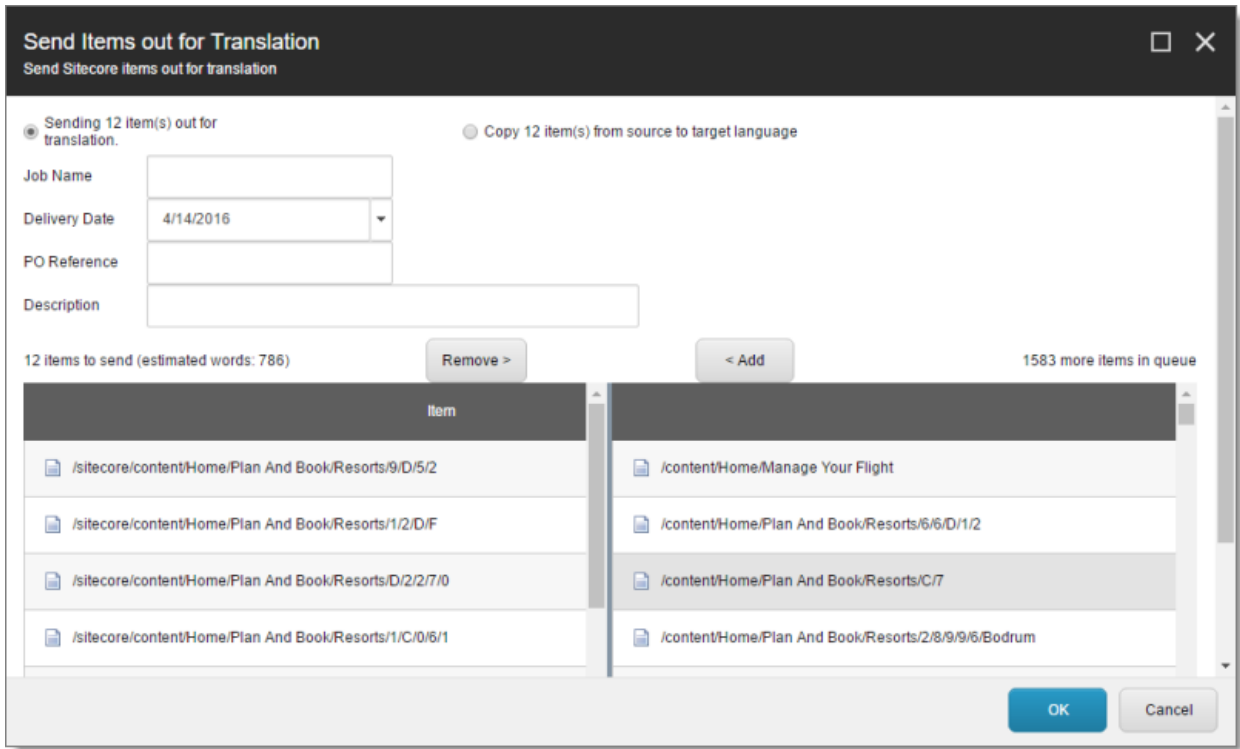 Send Items out for Translation
Send Sitecore items out for translation
Sending 12 item(s) out for
translation.
Copy 12 item(s) from source to target language
Job Name
Delivery Date 4/14/2016
PO Reference
Description
12 items to send (estimated words: 786) Remove > < Add 1583 more items in queue
Item
/sitecore/content/Home/Plan And Book/Resorts/9/D/5/2
/content/Home/Manage Your Flight
/sitecore/content/Home/Plan And Book/Resorts/1/2/D/F
/content/Home/Plan And Book/Resorts/6/6/D/1/2
/sitecore/content/Home/Plan And Book/Resorts/D/2/2/7/0
/content/Home/Plan And Book/Resorts/C/7
/sitecore/content/Home/Plan And Book/Resorts/1/C/0/6/1
/content/Home/Plan And Book/Resorts/2/8/9/9/6/Bodrum
OK Cancel